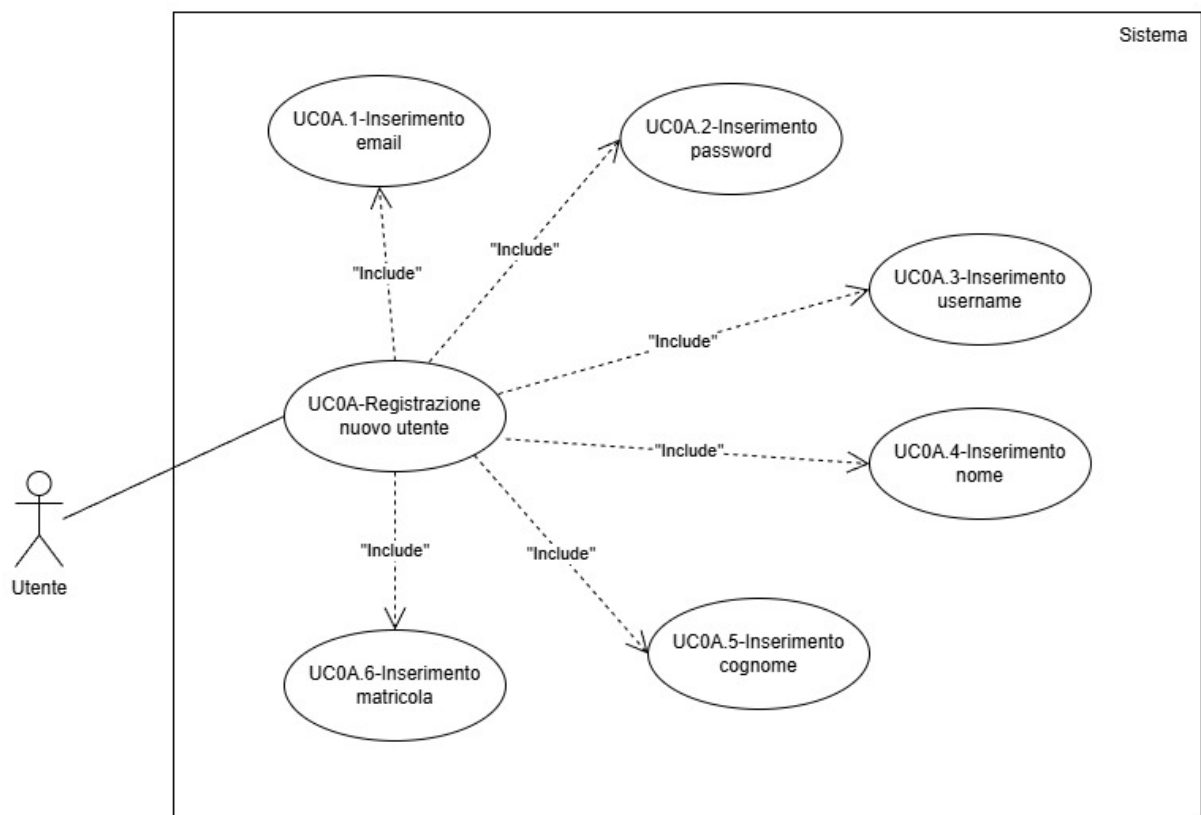 Sistema
UC0A.1-Inserimento
email
UC0A.2-Inserimento
password
"Include"
"Include"
UC0A.3-Inserimento
username
"Include"
UC0A-Registrazione
nuovo utente
"Include"
UC0A.4-Inserimento
nome
"Include"
"Include"
Utente
UC0A.6-Inserimento
matricola
UC0A.5-Inserimento
cognome